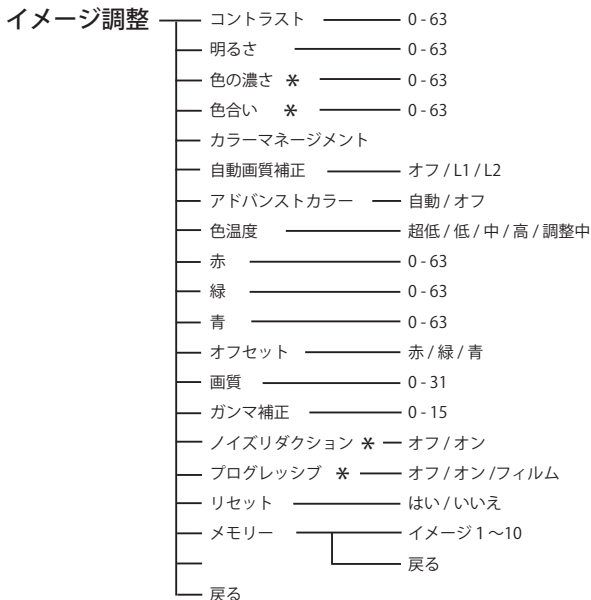 イメージ調整
コントラスト 0 - 63
明るさ 0 - 63
色の濃さ * 0 - 63
色合い * 0 - 63
カラーマネージメント
自動画質補正 オフ / L1 / L2
アドバンストカラー 自動 / オフ
色温度 超低 / 低 / 中 / 高 / 調整中
赤 0 - 63
緑 0 - 63
青 0 - 63
オフセット 赤 / 緑 / 青
画質 0 - 31
ガンマ補正 0 - 15
ノイズリダクション * オフ / オン
プログレッシブ * オフ / オン /フィルム
リセット はい / いいえ
メモリー イメージ 1 ～10
戻る
戻る